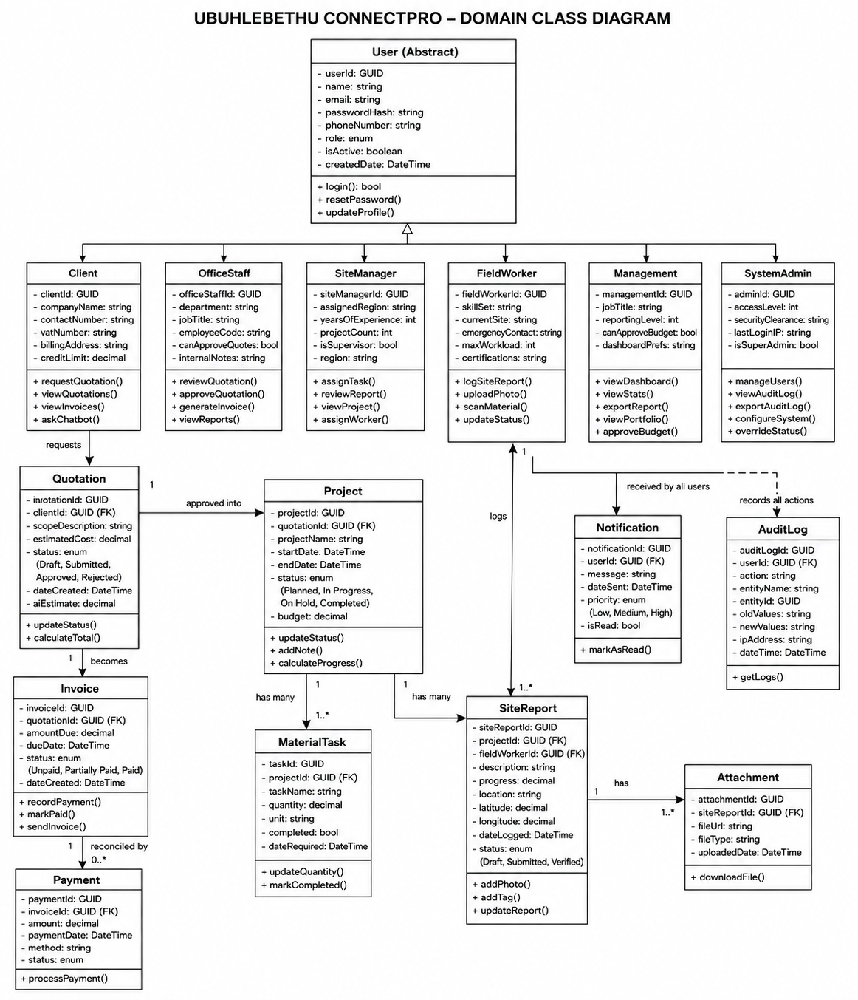 UBUHLEBETHU CONNECTPRO – DOMAIN CLASS DIAGRAM
User (Abstract)
- userId: GUID
- name: string
- email: string
- passwordHash: string
- phoneNumber: string
- role: enum
- isActive: boolean
- createdDate: DateTime
+ login(): bool
+ resetPassword()
+ updateProfile()
Client
- clientId: GUID
- companyName: string
- contactNumber: string
- vatNumber: string
- billingAddress: string
- creditLimit: decimal
+ requestQuotation()
+ viewQuotations()
+ viewInvoices()
+ askChatbot()
OfficeStaff
- officeStaffId: GUID
- department: string
- jobTitle: string
- employeeCode: string
- canApproveQuotes: bool
- internalNotes: string
+ reviewQuotation()
+ approveQuotation()
+ generateInvoice()
+ viewReports()
SiteManager
- siteManagerId: GUID
- assignedRegion: string
- yearsOfExperience: int
- projectCount: int
- isSupervisor: bool
- region: string
+ assignTask()
+ reviewReport()
+ viewProject()
+ assignWorker()
FieldWorker
- fieldWorkerId: GUID
- skillSet: string
- currentSite: string
- emergencyContact: string
- maxWorkload: int
- certifications: string
+ logSiteReport()
+ uploadPhoto()
+ scanMaterial()
+ updateStatus()
Management
- managementId: GUID
- jobTitle: string
- reportingLevel: int
- canApproveBudget: bool
- dashboardPrefs: string
+ viewDashboard()
+ viewStats()
+ exportReport()
+ viewPortfolio()
+ approveBudget()
SystemAdmin
- adminId: GUID
- accessLevel: int
- securityClearance: string
- lastLoginIP: string
- isSuperAdmin: bool
+ manageUsers()
+ viewAuditLog()
+ exportAuditLog()
+ configureSystem()
+ overrideStatus()
requests
Quotation
- inotationId: GUID
- clientId: GUID (FK)
- scopeDescription: string
- estimatedCost: decimal
- status: enum
(Draft, Submitted,
Approved, Rejected)
- dateCreated: DateTime
- aiEstimate: decimal
+ updateStatus()
+ calculateTotal()
1
approved into
Project
- projectId: GUID
- quotationId: GUID (FK)
- projectName: string
- startDate: DateTime
- endDate: DateTime
- status: enum
(Planned, In Progress,
On Hold, Completed)
- budget: decimal
+ updateStatus()
+ addNote()
+ calculateProgress()
1
logs
1..*
received by all users
records all actions
Notification
- notificationId: GUID
- userId: GUID (FK)
- message: string
- dateSent: DateTime
- priority: enum
(Low, Medium, High)
- isRead: bool
+ markAsRead()
AuditLog
- auditLogId: GUID
- userId: GUID (FK)
- action: string
- entityName: string
- entityId: GUID
- oldValues: string
- newValues: string
- ipAddress: string
- dateTime: DateTime
+ getLogs()
1
becomes
Invoice
- invoiceId: GUID
- quotationId: GUID (FK)
- amountDue: decimal
- dueDate: DateTime
- status: enum
(Unpaid, Partially Paid, Paid)
- dateCreated: DateTime
+ recordPayment()
+ markPaid()
+ sendInvoice()
1
has many
1..*
1
has many
MaterialTask
- taskId: GUID
- projectId: GUID (FK)
- taskName: string
- quantity: decimal
- unit: string
- completed: bool
- dateRequired: DateTime
+ updateQuantity()
+ markCompleted()
SiteReport
- siteReportId: GUID
- projectId: GUID (FK)
- fieldWorkerId: GUID (FK)
- description: string
- progress: decimal
- location: string
- latitude: decimal
- longitude: decimal
- dateLogged: DateTime
- status: enum
(Draft, Submitted, Verified)
+ addPhoto()
+ addTag()
+ updateReport()
has
1
1..*
Attachment
- attachmentId: GUID
- siteReportId: GUID (FK)
- fileUrl: string
- fileType: string
- uploadedDate: DateTime
+ downloadFile()
1
reconciled by
0..*
Payment
- paymentId: GUID
- invoiceId: GUID (FK)
- amount: decimal
- paymentDate: DateTime
- method: string
- status: enum
+ processPayment()